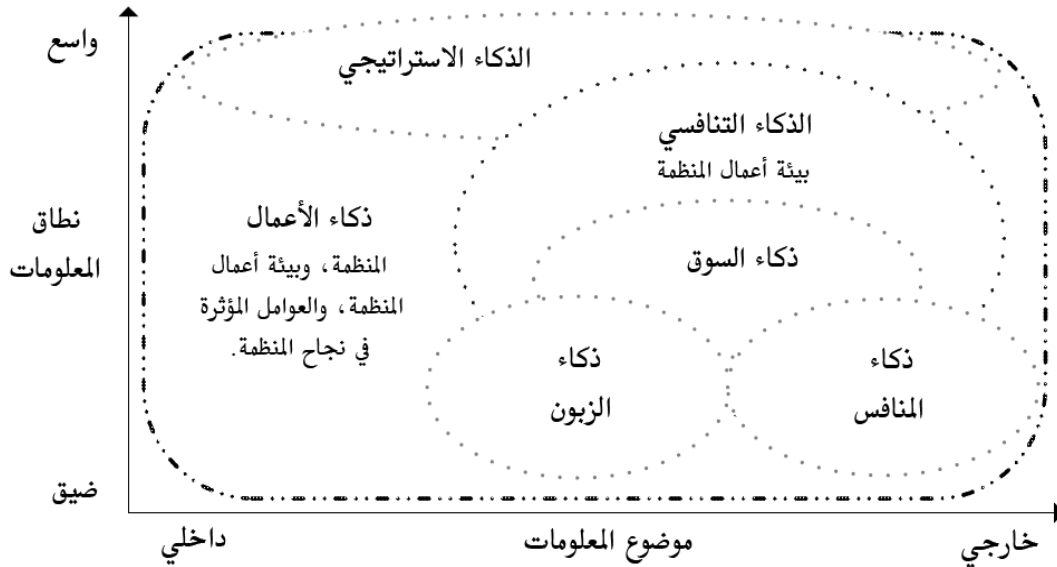 واسع
الذكاء الاستراتيجي
الذكاء التنافسي
بيئة أعمال المنظمة
نطاق
المعلومات
ذكاء الأعمال
المنظمة، وبيئة أعمال
المنظمة، والعوامل المؤثرة
في نجاح المنظمة.
ذكاء السوق
ذكاء
المنافس
ذكاء
الزبون
ضيق
داخلي
موضوع المعلومات
خارجي